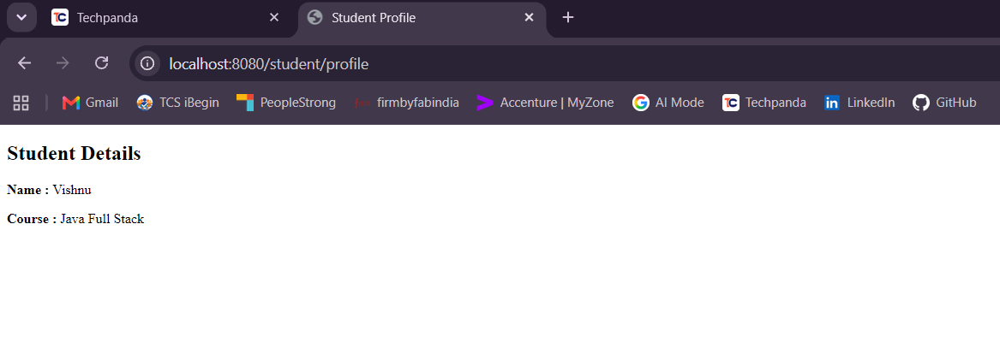 Techpanda
Student Profile
localhost:8080/student/profile
Gmail TCS iBegin PeopleStrong firmbyfabindia Accenture | MyZone AI Mode Techpanda LinkedIn GitHub
Student Details
Name : Vishnu
Course : Java Full Stack